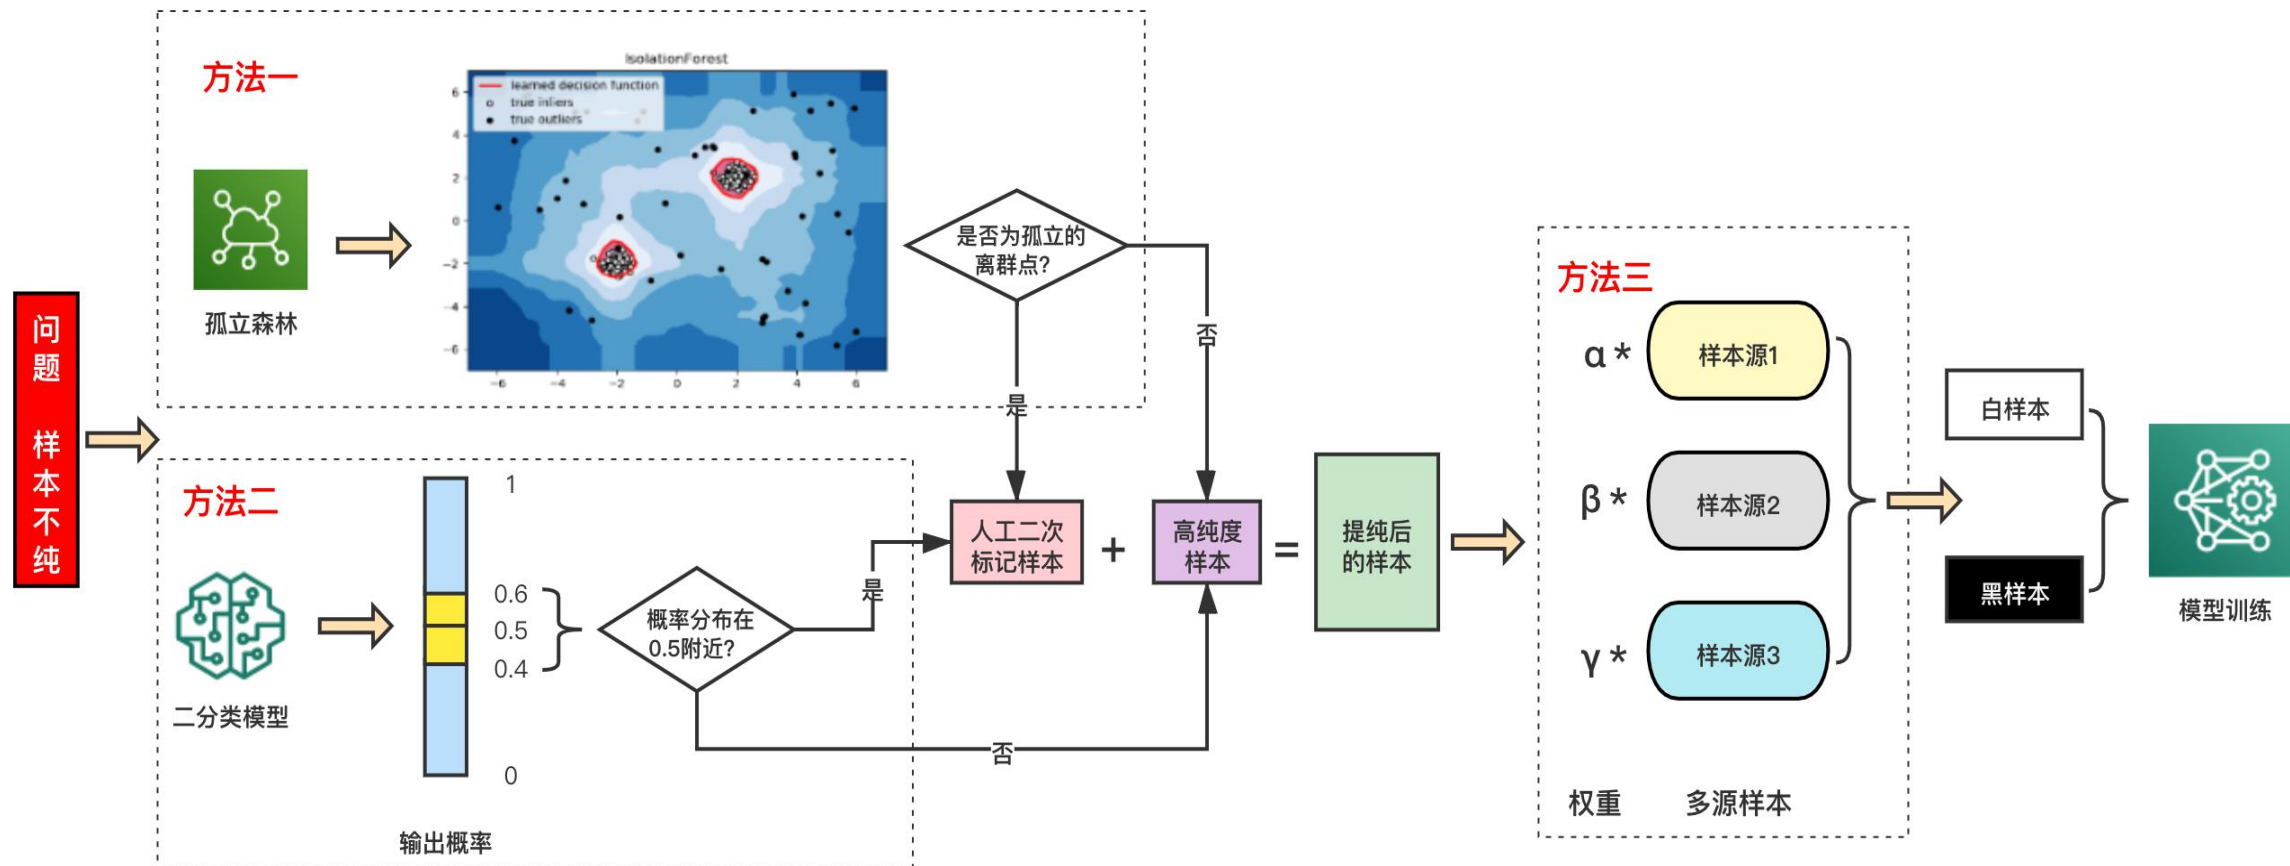 问
题
样
本
不
纯
方法一
孤立森林
IsolationForest
learned decision function
true inliers
true outliers
6
4
2
0
−2
−4
−6
−6
−4
−2
0
2
4
6
是否为孤立的
离群点?
是
否
方法二
二分类模型
1
0.6
0.5
0.4
0
输出概率
概率分布在
0.5附近?
是
否
人工二次
标记样本
+
高纯度
样本
=
提纯后
的样本
方法三
α *
样本源1
β *
样本源2
γ *
样本源3
权重
多源样本
白样本
黑样本
模型训练